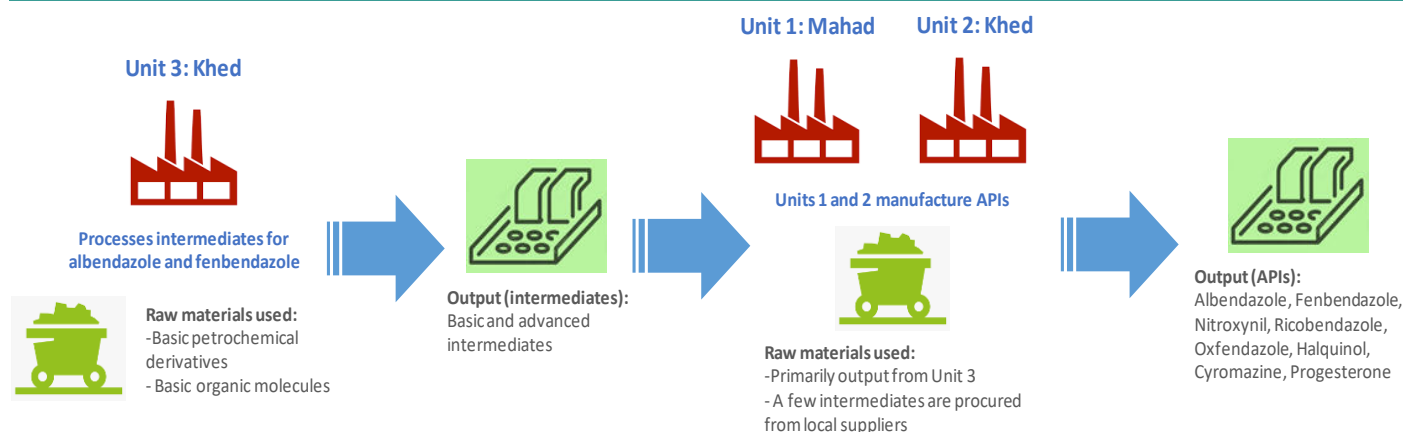 Unit 3: Khed
Processes intermediates for
albendazole and fenbendazole
Raw materials used:
-Basic petrochemical
derivatives
- Basic organic molecules
Output (intermediates):
Basic and advanced
intermediates
Unit 1: Mahad
Unit 2: Khed
Units 1 and 2 manufacture APIs
Raw materials used:
-Primarily output from Unit 3
- A few intermediates are procured
from local suppliers
Output (APIs):
Albendazole, Fenbendazole,
Nitroxynil, Ricobendazole,
Oxfendazole, Halquinol,
Cyromazine, Progesterone